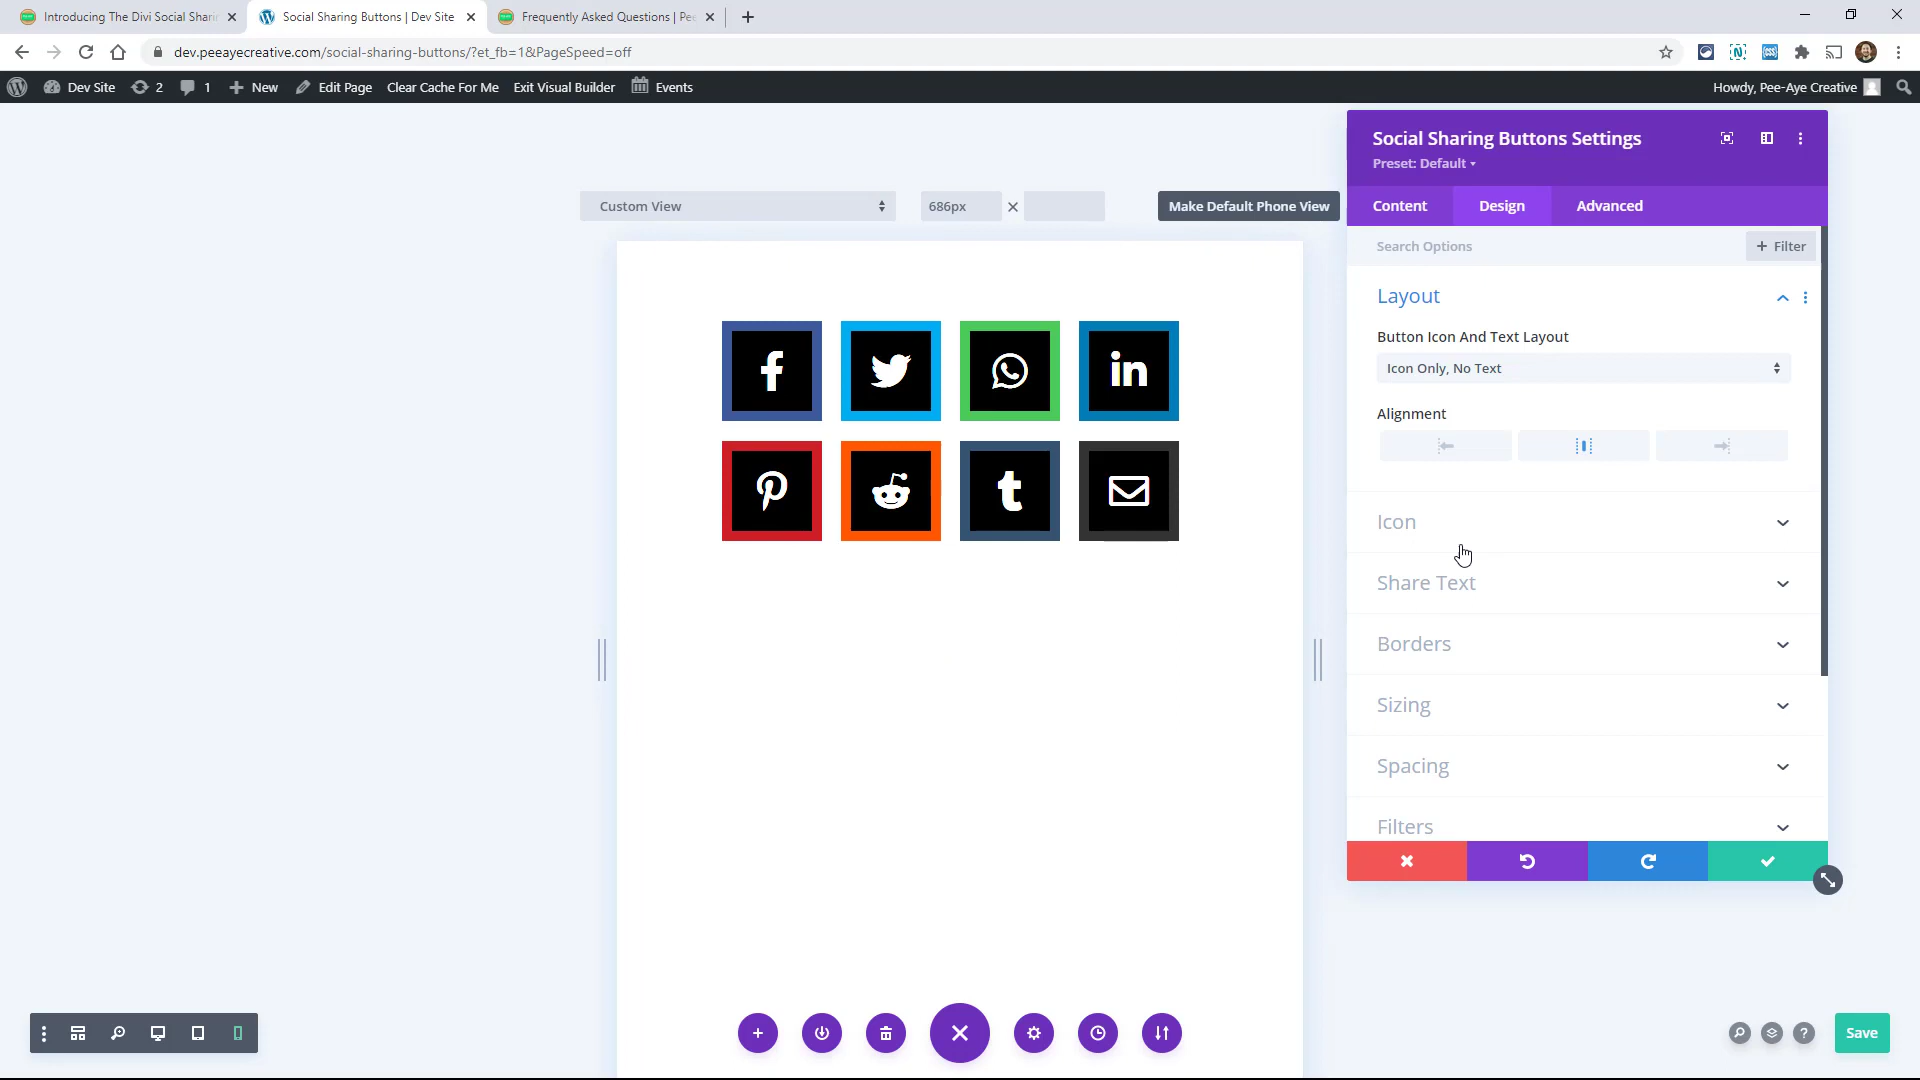 Introducing The Divi Social Shari
Social Sharing Buttons | Dev Site
Frequently Asked Questions | Pee
dev.peeayecreative.com/social-sharing-buttons/?et_fb=1&PageSpeed=off
Dev Site
2
1
New
Edit Page
Clear Cache For Me
Exit Visual Builder
Events
Howdy, Pee-Aye Creative
Social Sharing Buttons Settings
Preset: Default
Content
Design
Advanced
Custom View
686px
Make Default Phone View
Search Options
+ Filter
Layout
Button Icon And Text Layout
Icon Only, No Text
Alignment
Icon
Share Text
Borders
Sizing
Spacing
Filters
Save